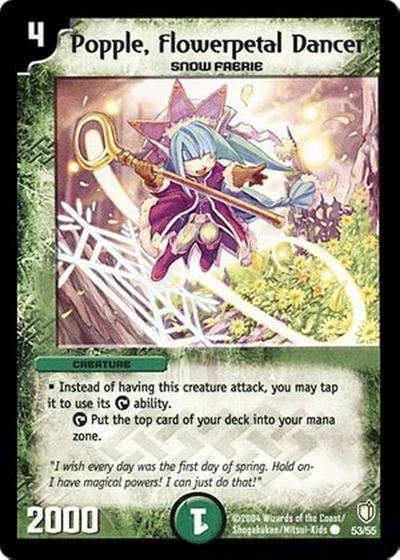 4 Popple, Flowerpetal Dancer
SNOW FAERIE
CREATURE
▪ Instead of having this creature attack, you may tap
it to use its ability.
Put the top card of your deck into your mana
zone.
"I wish every day was the first day of spring. Hold on-
I have magical powers! I can just do that!"
2000
1
©2004 Wizards of the Coast/
Shogakukan/Mitsui-Kids
53/55